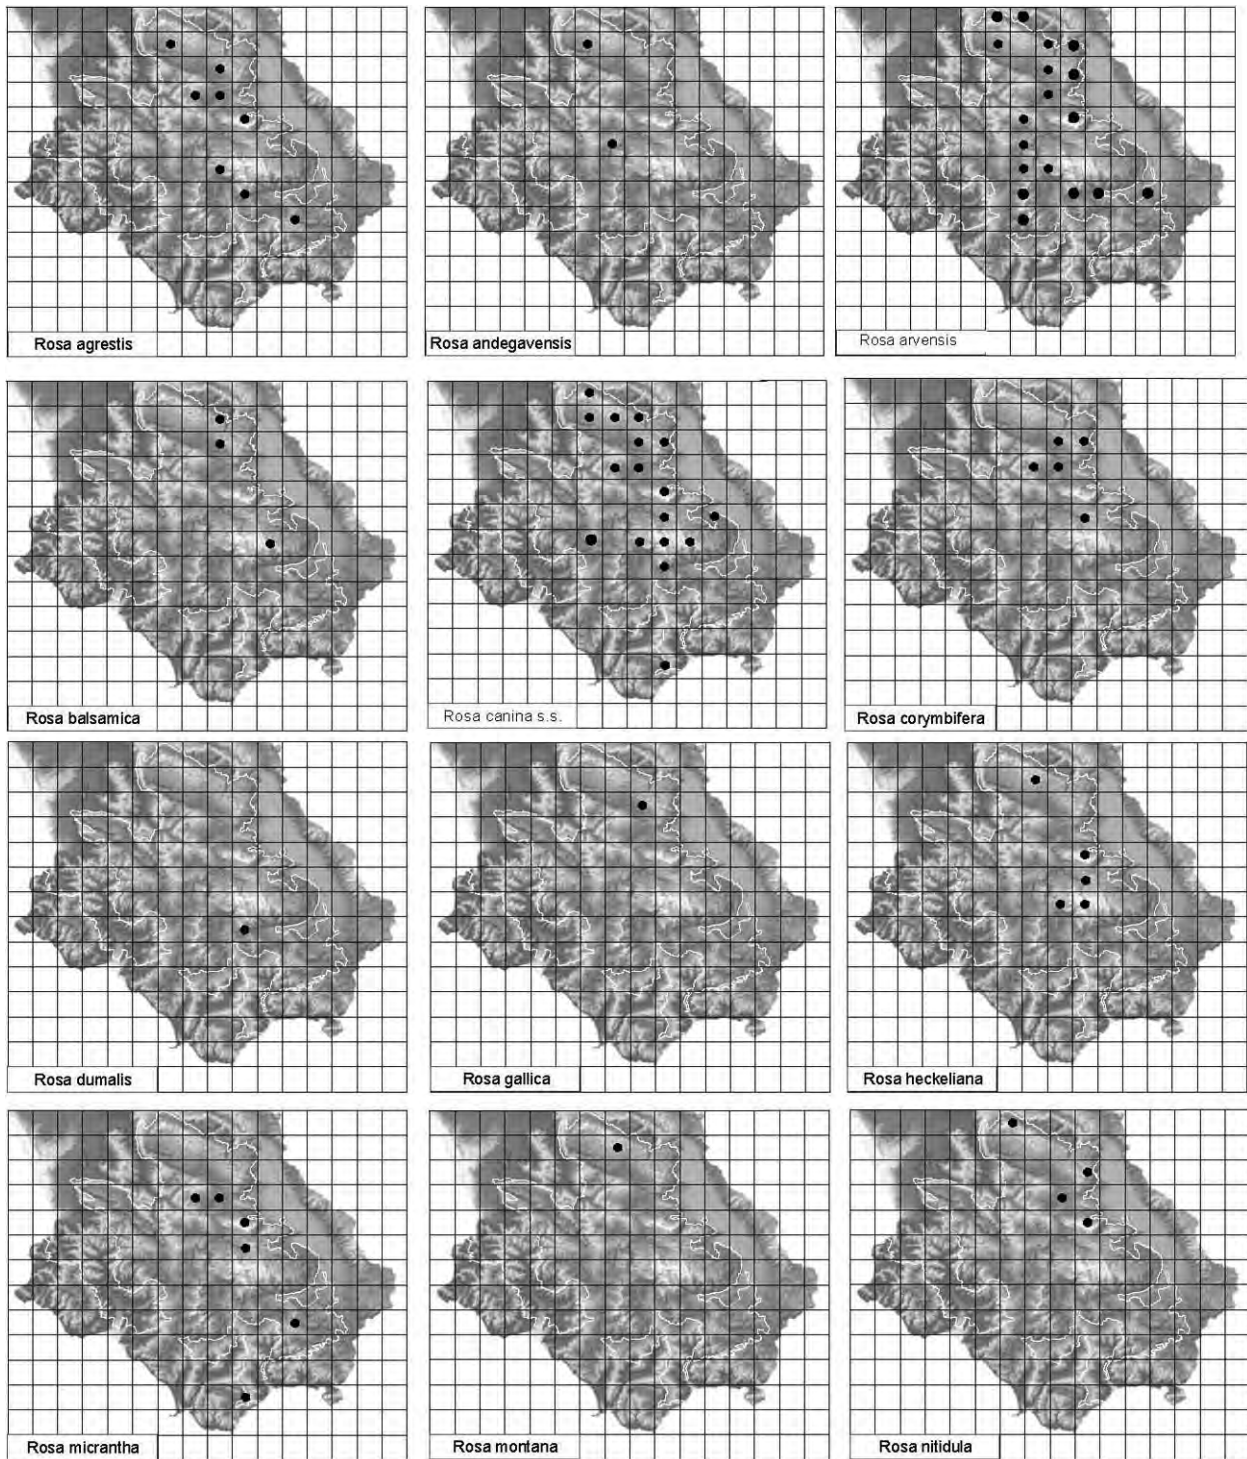 Rosa agrestis
Rosa andegavensis
Rosa arvensis
Rosa balsamica
Rosa canina s.s.
Rosa corymbifera
Rosa dumalis
Rosa gallica
Rosa heckeliana
Rosa micrantha
Rosa montana
Rosa nitidula